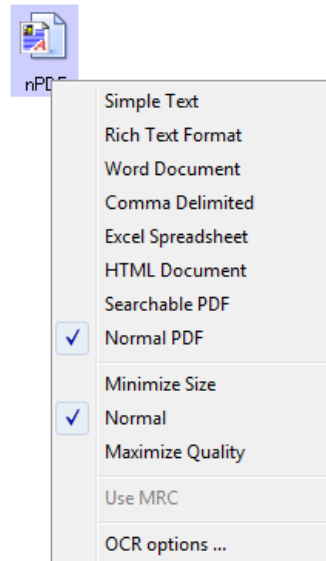 nPDF
Simple Text
Rich Text Format
Word Document
Comma Delimited
Excel Spreadsheet
HTML Document
Searchable PDF
Normal PDF
Minimize Size
Normal
Maximize Quality
Use MRC
OCR options ...